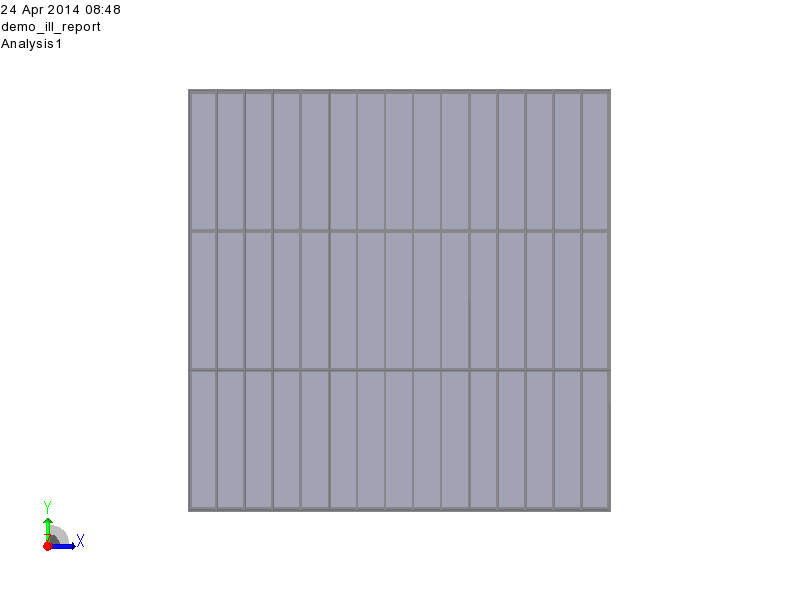 24 Apr 2014 08:48
demo_ill_report
Analysis1
Y
X